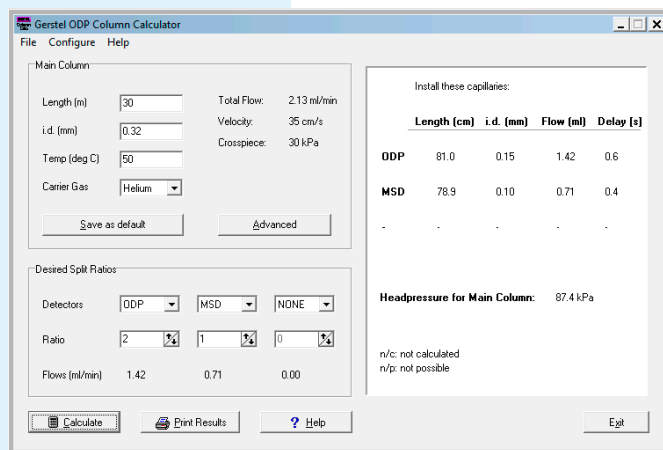 Gerstel ODP Column Calculator
File Configure Help
Main Column
Length (m) 30 Total Flow: 2.13 ml/min
i.d. (mm) 0.32 Velocity: 35 cm/s
Crosspiece: 30 kPa
Temp (deg C) 50
Carrier Gas Helium
Save as default Advanced
Desired Split Ratios
Detectors ODP MSD NONE
Ratio 2 1 0
Flows (ml/min) 1.42 0.71 0.00
Calculate Print Results ? Help
Install these capillaries:
Length (cm) i.d. (mm) Flow (ml) Delay (s)
ODP 81.0 0.15 1.42 0.6
MSD 78.9 0.10 0.71 0.4
- - - - -
Headpressure for Main Column: 87.4 kPa
n/c: not calculated
n/p: not possible
Exit